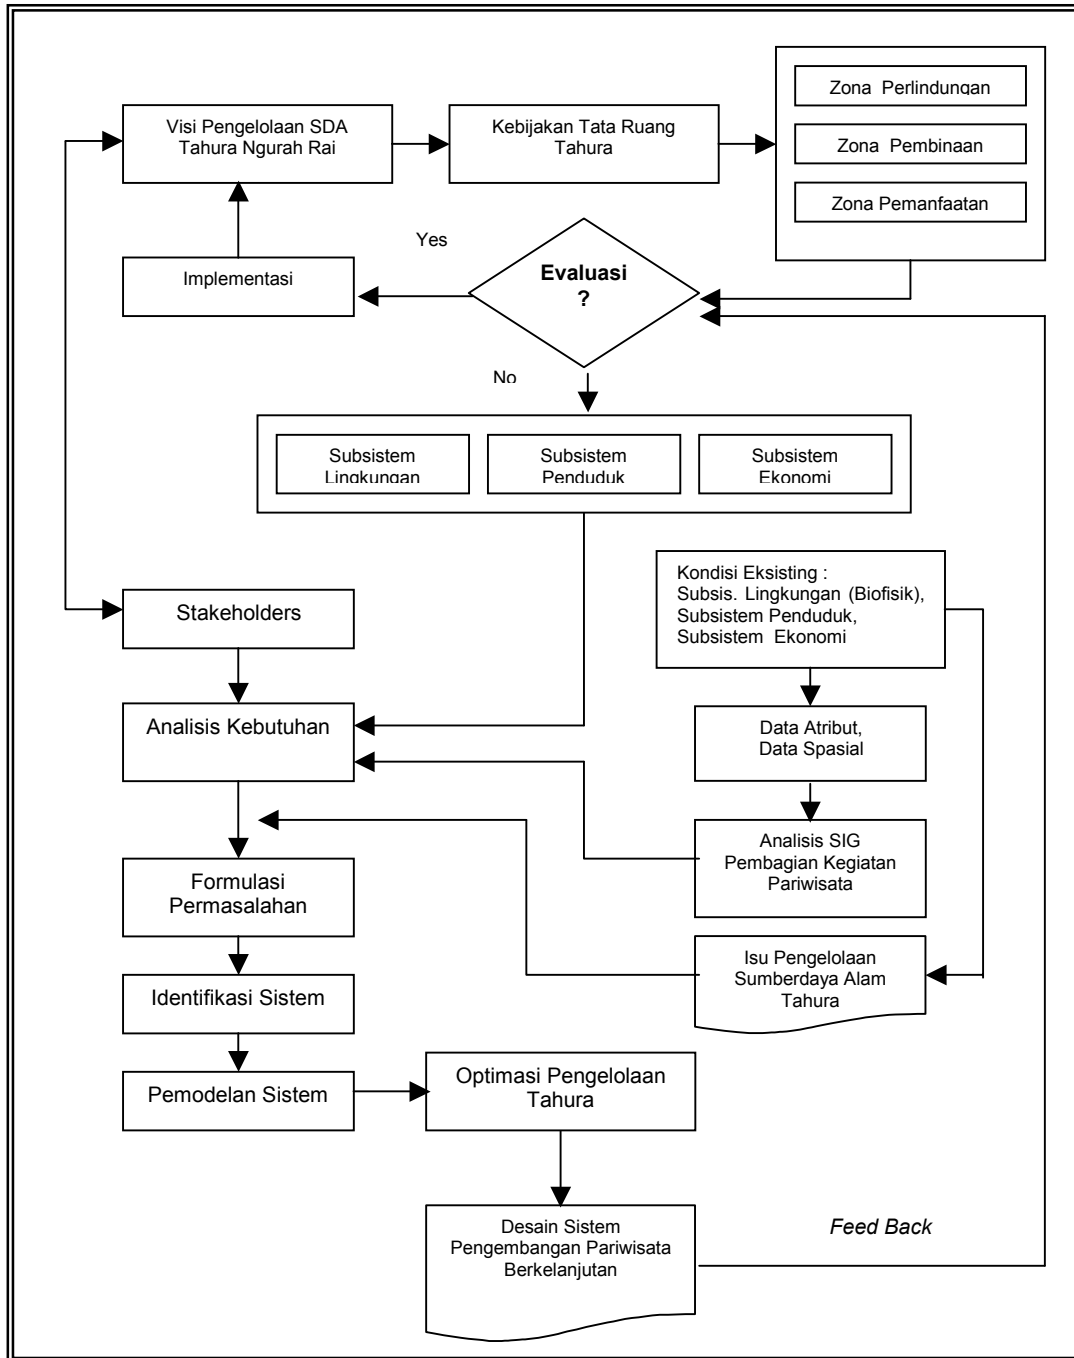 Visi Pengelolaan SDA
Tahura Ngurah Rai
Kebijakan Tata Ruang
Tahura
Zona Perlindungan
Zona Pembinaan
Zona Pemanfaatan
Implementasi
Yes
Evaluasi
?
No
Subsistem
Lingkungan
Subsistem
Penduduk
Subsistem
Ekonomi
Kondisi Eksisting :
Subsis. Lingkungan (Biofisik),
Subsistem Penduduk,
Subsistem Ekonomi
Stakeholders
Analisis Kebutuhan
Data Atribut,
Data Spasial
Analisis SIG
Pembagian Kegiatan
Pariwisata
Formulasi
Permasalahan
Isu Pengelolaan
Sumberdaya Alam
Tahura
Identifikasi Sistem
Pemodelan Sistem
Optimasi Pengelolaan
Tahura
Desain Sistem
Pengembangan Pariwisata
Berkelanjutan
Feed Back